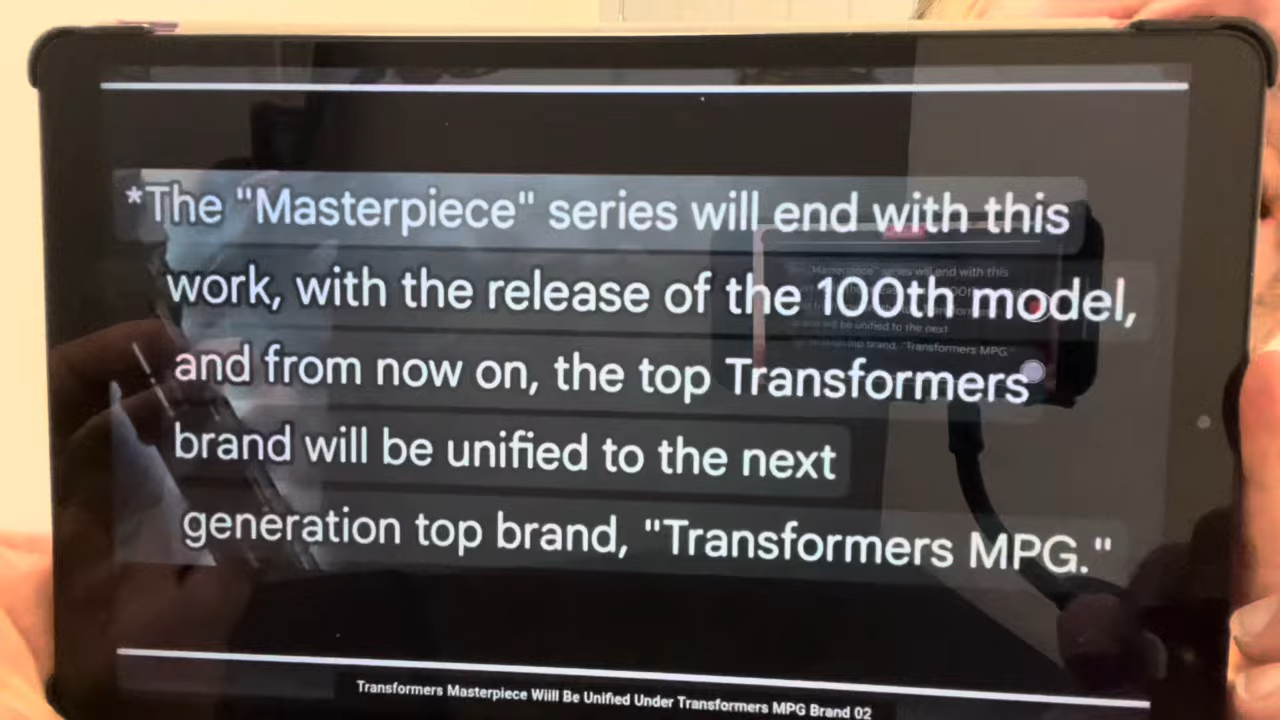 *The "Masterpiece" series will end with this
work, with the release of the 100th model,
and from now on, the top Transformers
brand will be unified to the next
generation top brand, "Transformers MPG."
Transformers Masterpiece Wiill Be Unified Under Transformers MPG Brand 02